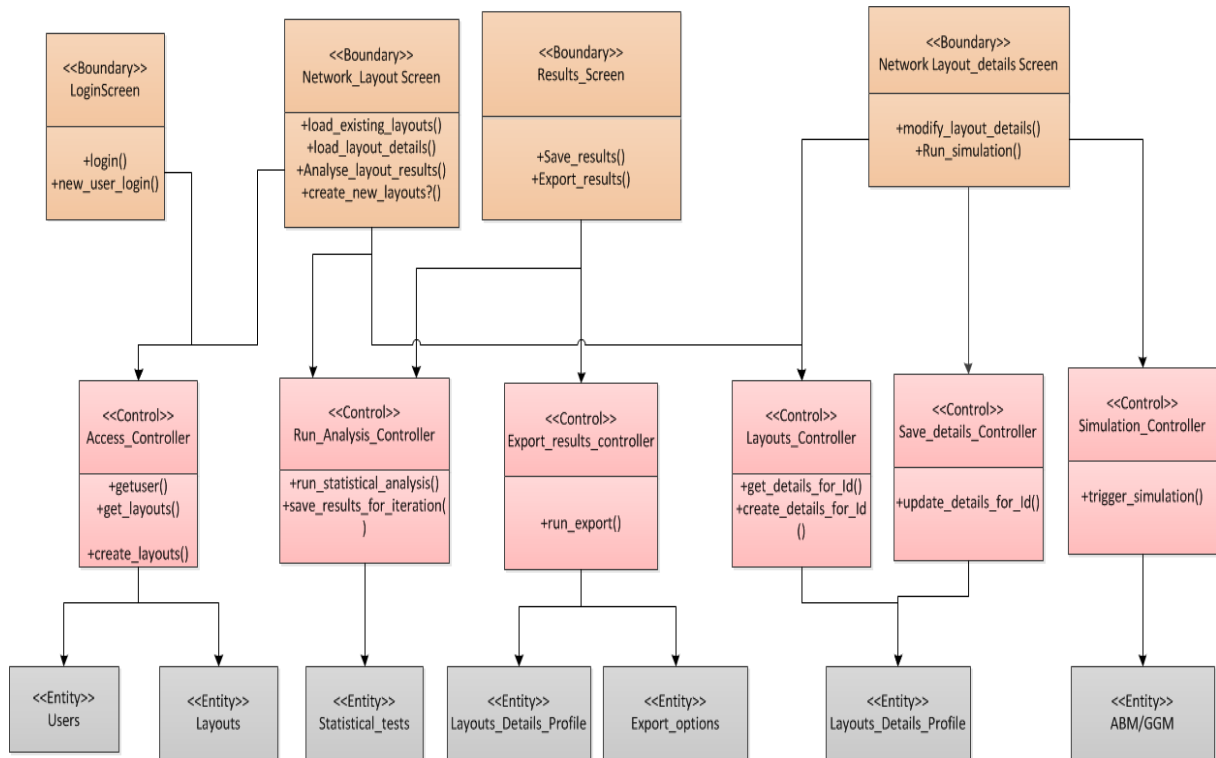 <<Boundary>>
LoginScreen
+login()
+new_user_login()
<<Boundary>>
Network_Layout Screen
+load_existing_layouts()
+load_layout_details()
+Analyse_layout_results()
+create_new_layouts?()
<<Boundary>>
Results_Screen
+Save_results()
+Export_results()
<<Boundary>>
Network Layout_details Screen
+modify_layout_details()
+Run_simulation()
<<Control>>
Access_Controller
+getuser()
+get_layouts()
+create_layouts()
<<Control>>
Run_Analysis_Controller
+run_statistical_analysis()
+save_results_for_iteration(
)
<<Control>>
Export_results_controller
+run_export()
<<Control>>
Layouts_Controller
+get_details_for_Id()
+create_details_for_Id
()
<<Control>>
Save_details_Controller
+update_details_for_Id()
<<Control>>
Simulation_Controller
+trigger_simulation()
<<Entity>>
Users
<<Entity>>
Layouts
<<Entity>>
Statistical_tests
<<Entity>>
Layouts_Details_Profile
<<Entity>>
Export_options
<<Entity>>
Layouts_Details_Profile
<<Entity>>
ABM/GGM